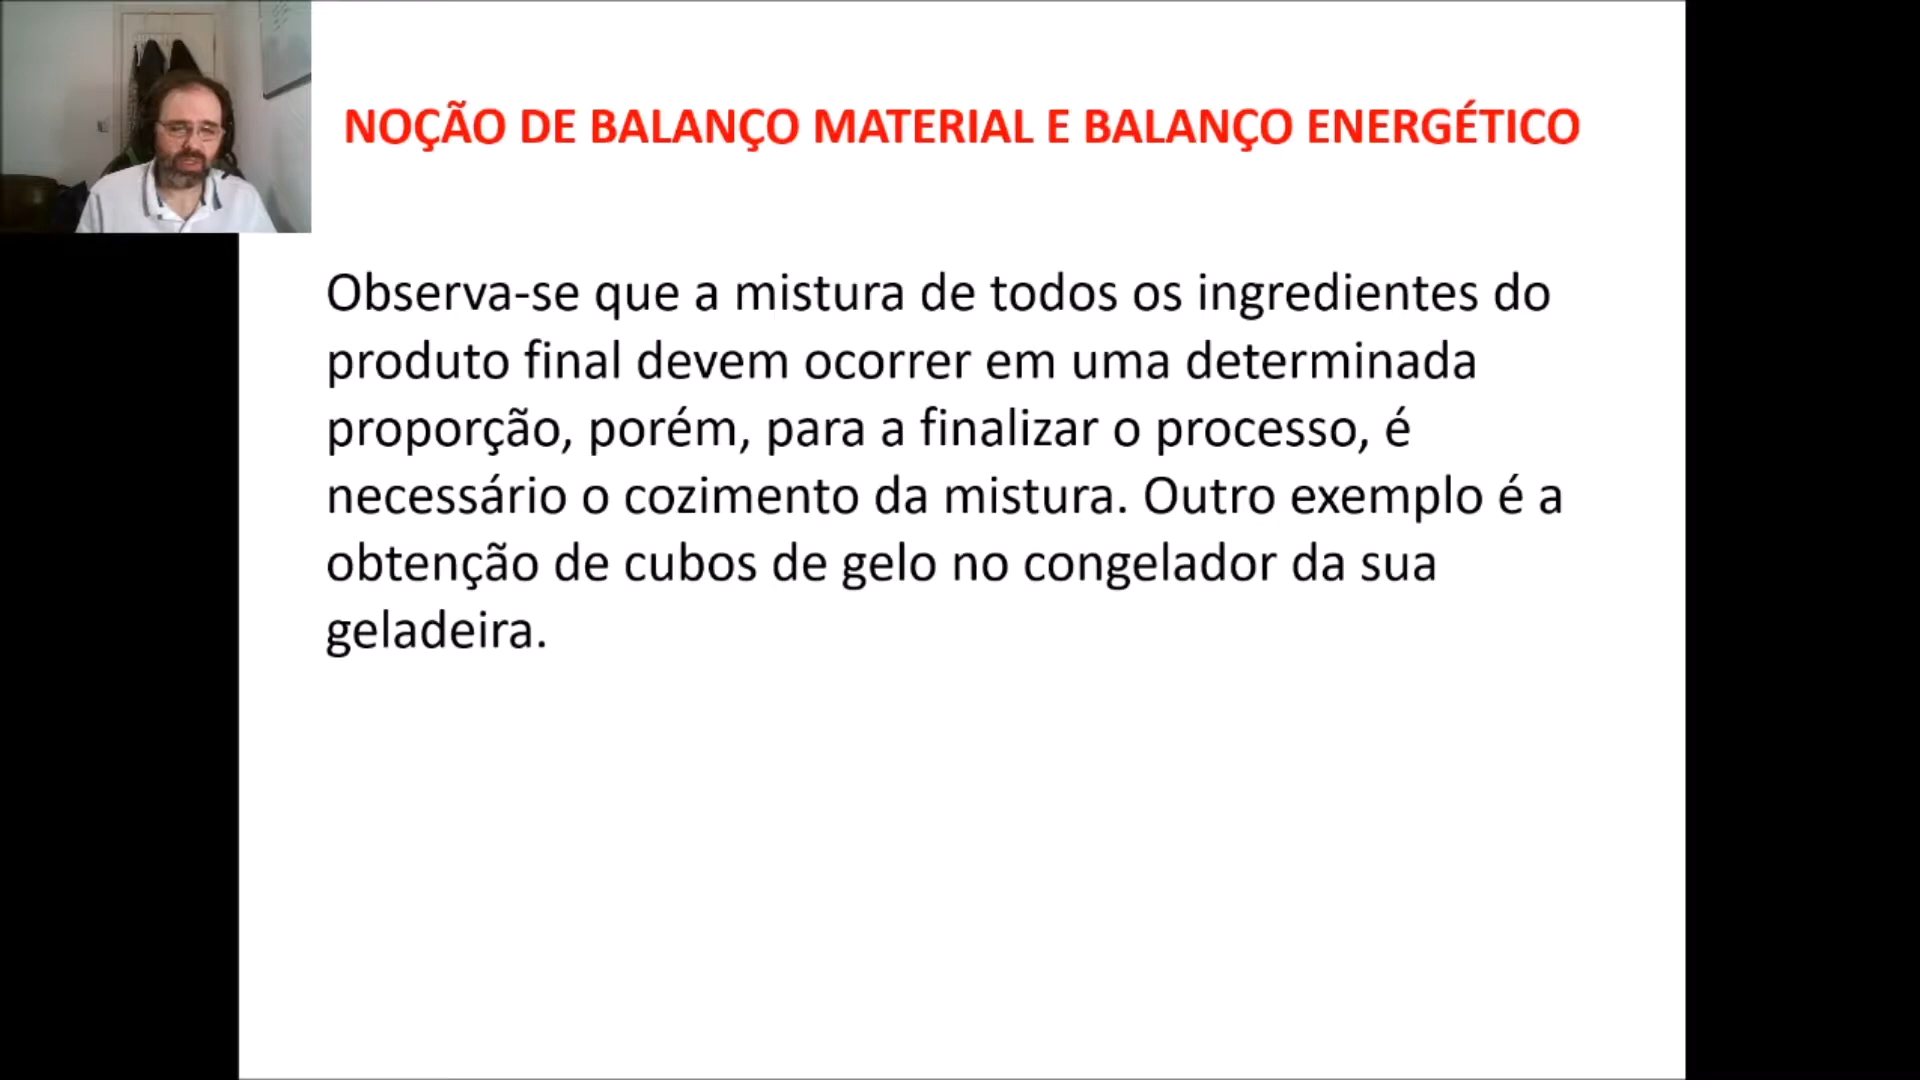 NOÇÃO DE BALANÇO MATERIAL E BALANÇO ENERGÉTICO
Observa-se que a mistura de todos os ingredientes do
produto final devem ocorrer em uma determinada
proporção, porém, para a finalizar o processo, é
necessário o cozimento da mistura. Outro exemplo é a
obtenção de cubos de gelo no congelador da sua
geladeira.